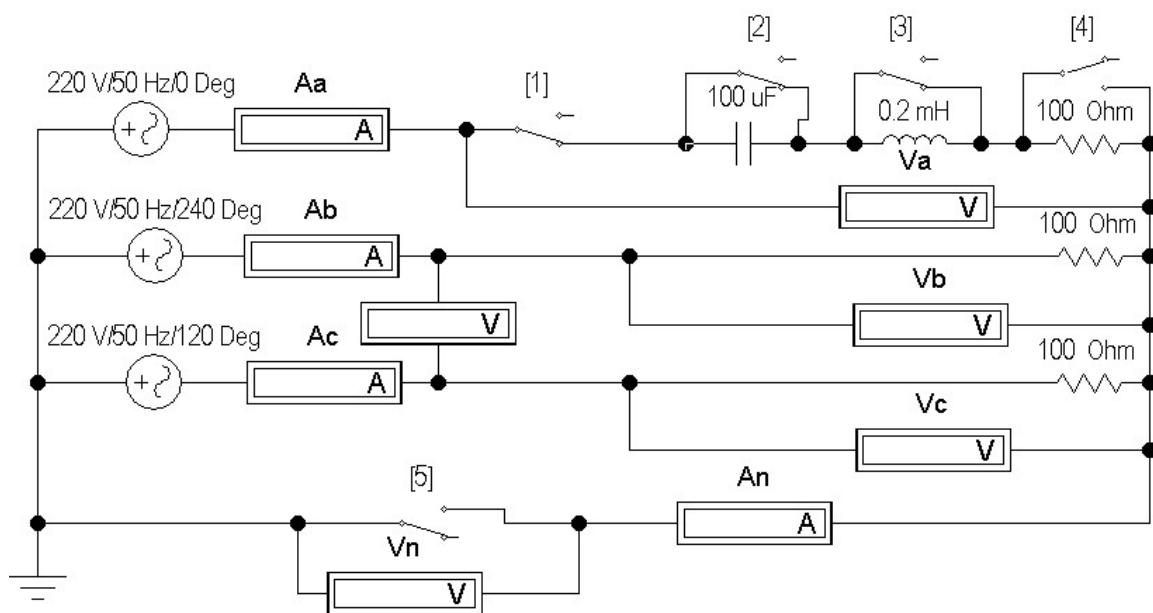 [2] [3] [4]
220 V/50 Hz/0 Deg Aa [1] 100 uF 0.2 mH 100 Ohm
A
Va
V
220 V/50 Hz/240 Deg Ab 100 Ohm
A
Vb
V V
220 V/50 Hz/120 Deg Ac 100 Ohm
A
Vc
V
[5] An
A
Vn
V